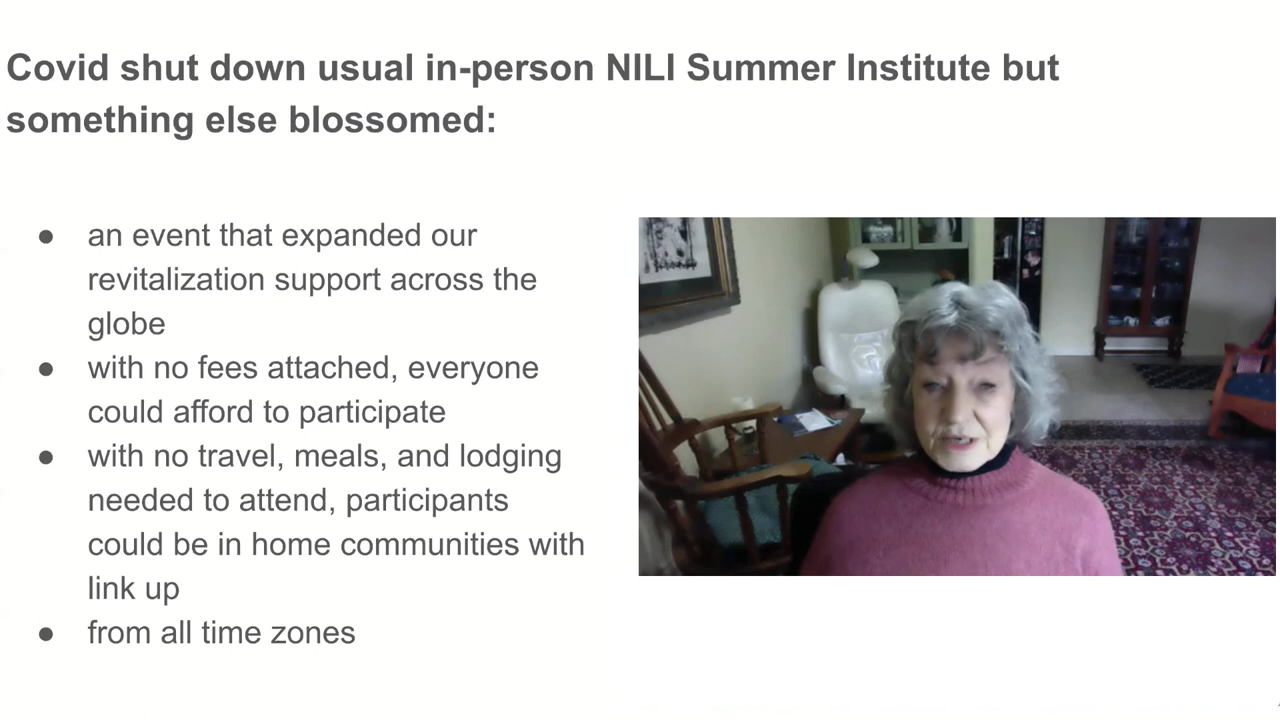 Covid shut down usual in-person NILI Summer Institute but
something else blossomed:
● an event that expanded our
revitalization support across the
globe
● with no fees attached, everyone
could afford to participate
● with no travel, meals, and lodging
needed to attend, participants
could be in home communities with
link up
● from all time zones